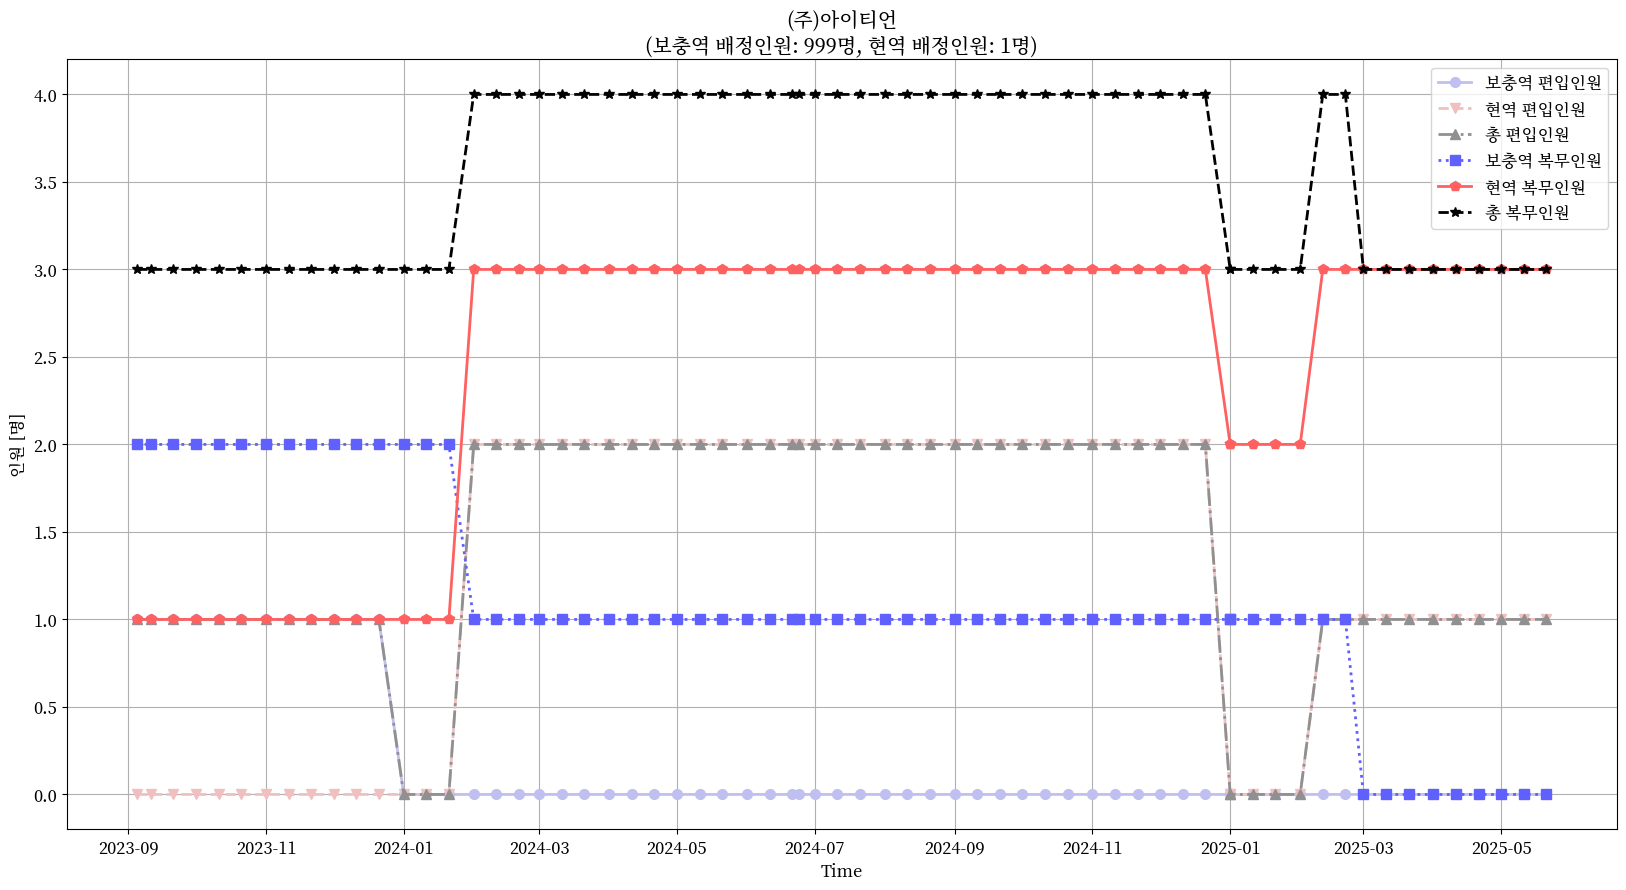 (주)아이티언
(보충역 배정인원: 999명, 현역 배정인원: 1명)
보충역 편입인원
현역 편입인원
총 편입인원
보충역 복무인원
현역 복무인원
총 복무인원
인원 [명]
4.0
3.5
3.0
2.5
2.0
1.5
1.0
0.5
0.0
2023-09 2023-11 2024-01 2024-03 2024-05 2024-07 2024-09 2024-11 2025-01 2025-03 2025-05
Time